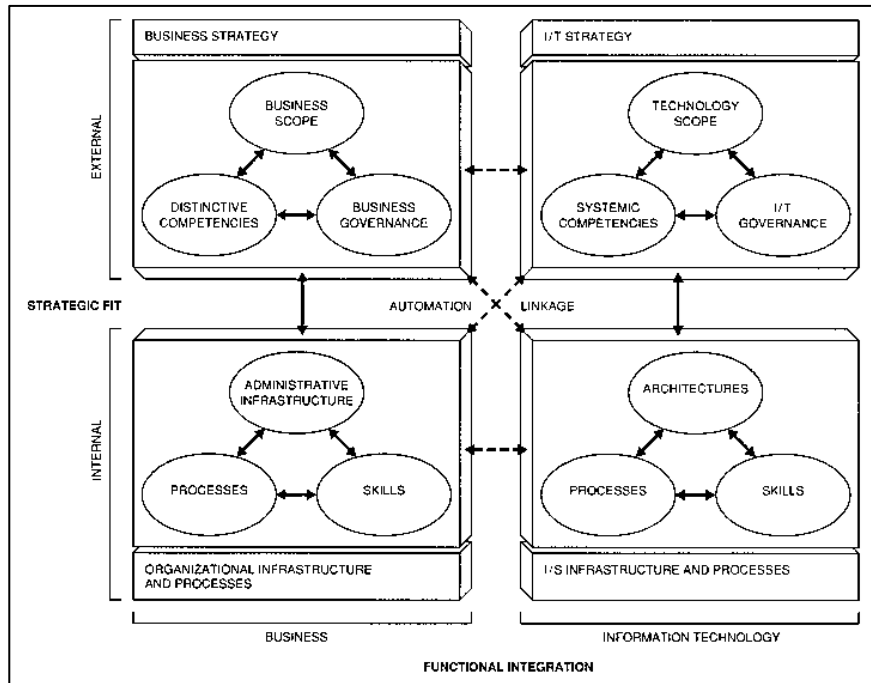 BUSINESS STRATEGY
I/T STRATEGY
EXTERNAL
BUSINESS
SCOPE
DISTINCTIVE
COMPETENCIES
BUSINESS
GOVERNANCE
TECHNOLOGY
SCOPE
SYSTEMIC
COMPETENCIES
I/T
GOVERNANCE
STRATEGIC FIT
AUTOMATION
LINKAGE
INTERNAL
ADMINISTRATIVE
INFRASTRUCTURE
PROCESSES
SKILLS
ARCHITECTURES
PROCESSES
SKILLS
ORGANIZATIONAL INFRASTRUCTURE
AND PROCESSES
I/S INFRASTRUCTURE AND PROCESSES
BUSINESS
INFORMATION TECHNOLOGY
FUNCTIONAL INTEGRATION